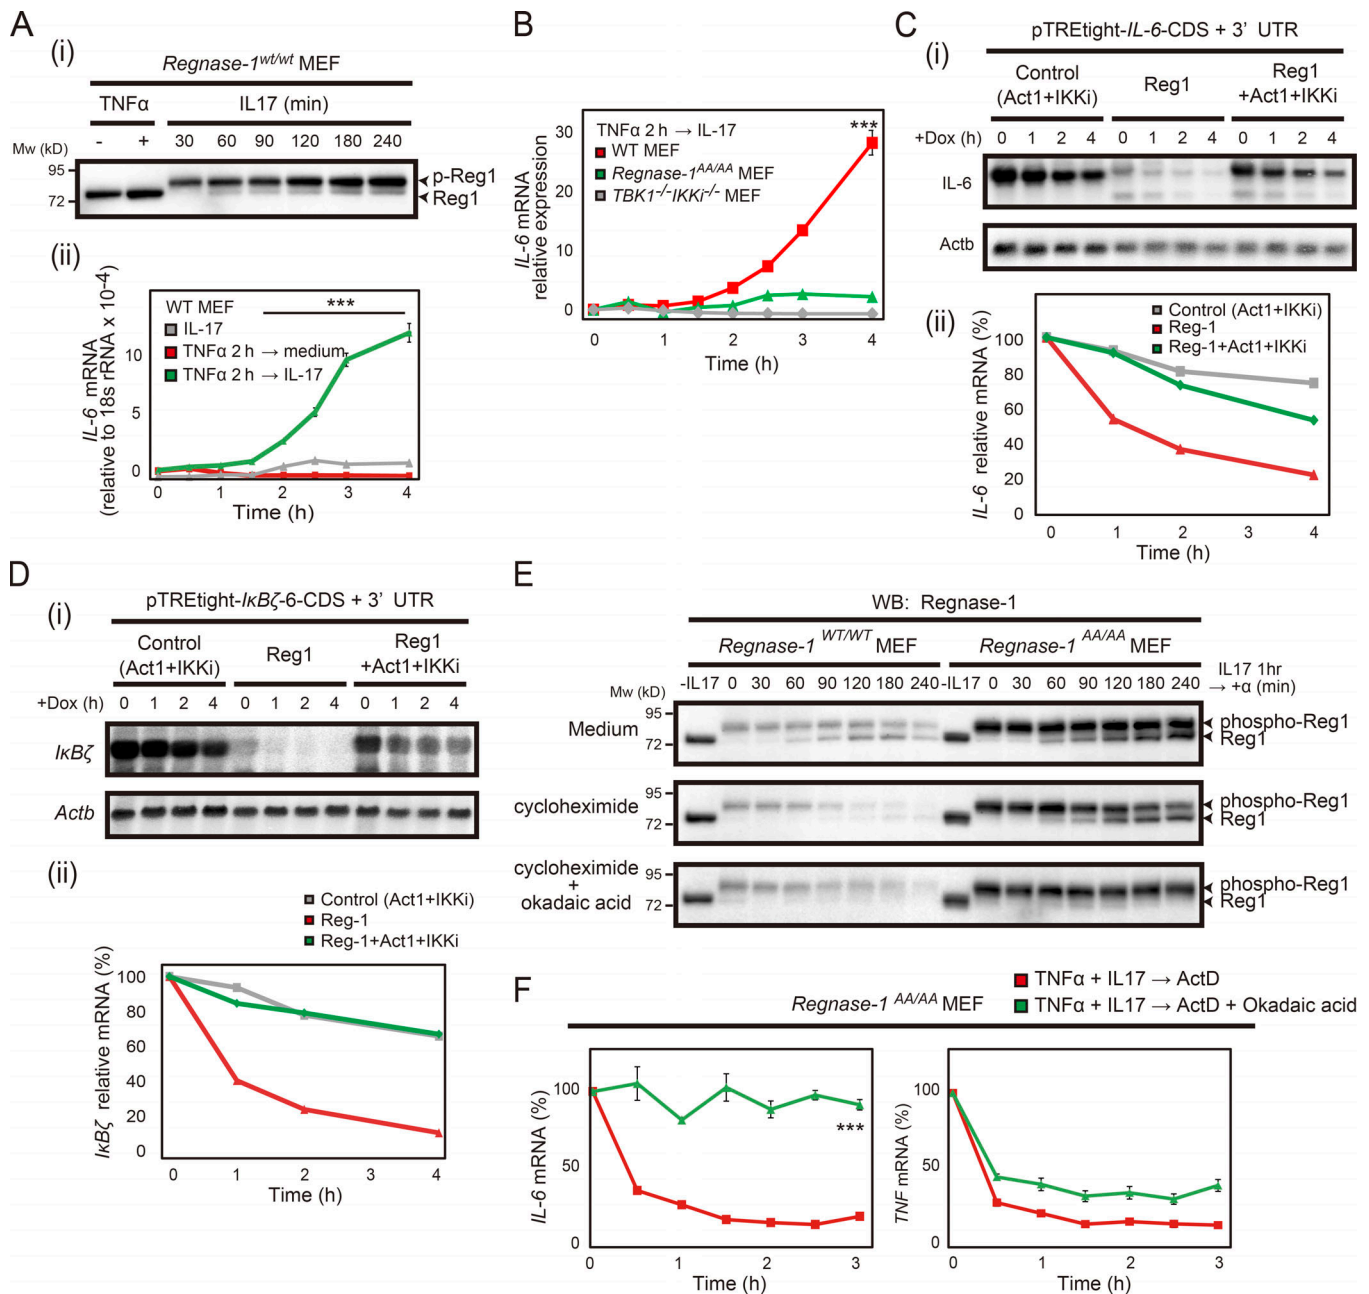 A
(i)
Regnase-1wt/wt MEF
TNFα IL17 (min)
Mw (kD) - + 30 60 90 120 180 240
95
72
p-Reg1
Reg1
(ii)
IL-6 mRNA
(relative to 18s rRNA x 10-4)
WT MEF
IL-17
TNFα 2 h → medium
TNFα 2 h → IL-17
***
10
5
0
0 1 2 3 4
Time (h)
B
IL-6 mRNA
relative expression
TNFα 2 h → IL-17
WT MEF
Regnase-1AA/AA MEF
TBK1-/-IKKi-/- MEF
***
30
20
10
0
0 1 2 3 4
Time (h)
C
pTREtight-IL-6-CDS + 3' UTR
(i)
Control
(Act1+IKKi)
Reg1
Reg1
+Act1+IKKi
+Dox (h) 0 1 2 4 0 1 2 4 0 1 2 4
IL-6
Actb
(ii)
IL-6 relative mRNA (%)
Control (Act1+IKKi)
Reg-1
Reg-1+Act1+IKKi
100
80
60
40
20
0
0 1 2 3 4
Time (h)
D
pTREtight-IκBζ-6-CDS + 3' UTR
(i)
Control
(Act1+IKKi)
Reg1
Reg1
+Act1+IKKi
+Dox (h) 0 1 2 4 0 1 2 4 0 1 2 4
IκBζ
Actb
(ii)
Control (Act1+IKKi)
Reg-1
Reg-1+Act1+IKKi
IκBζ relative mRNA (%)
100
80
60
40
20
0
0 1 2 3 4
Time (h)
E
WB: Regnase-1
Regnase-1 WT/WT MEF
Regnase-1 AA/AA MEF
Mw (kD) -IL17 0 30 60 90 120 180 240 -IL17 0 30 60 90 120 180 240
IL17 1hr
→ +α (min)
Medium
95
72
phospho-Reg1
Reg1
cycloheximide
95
72
phospho-Reg1
Reg1
cycloheximide
+
okadaic acid
95
72
phospho-Reg1
Reg1
F
Regnase-1 AA/AA MEF
TNFα + IL17 → ActD
TNFα + IL17 → ActD + Okadaic acid
IL-6 mRNA (%)
100
50
0
***
0 1 2 3
Time (h)
TNF mRNA (%)
100
50
0
0 1 2 3
Time (h)